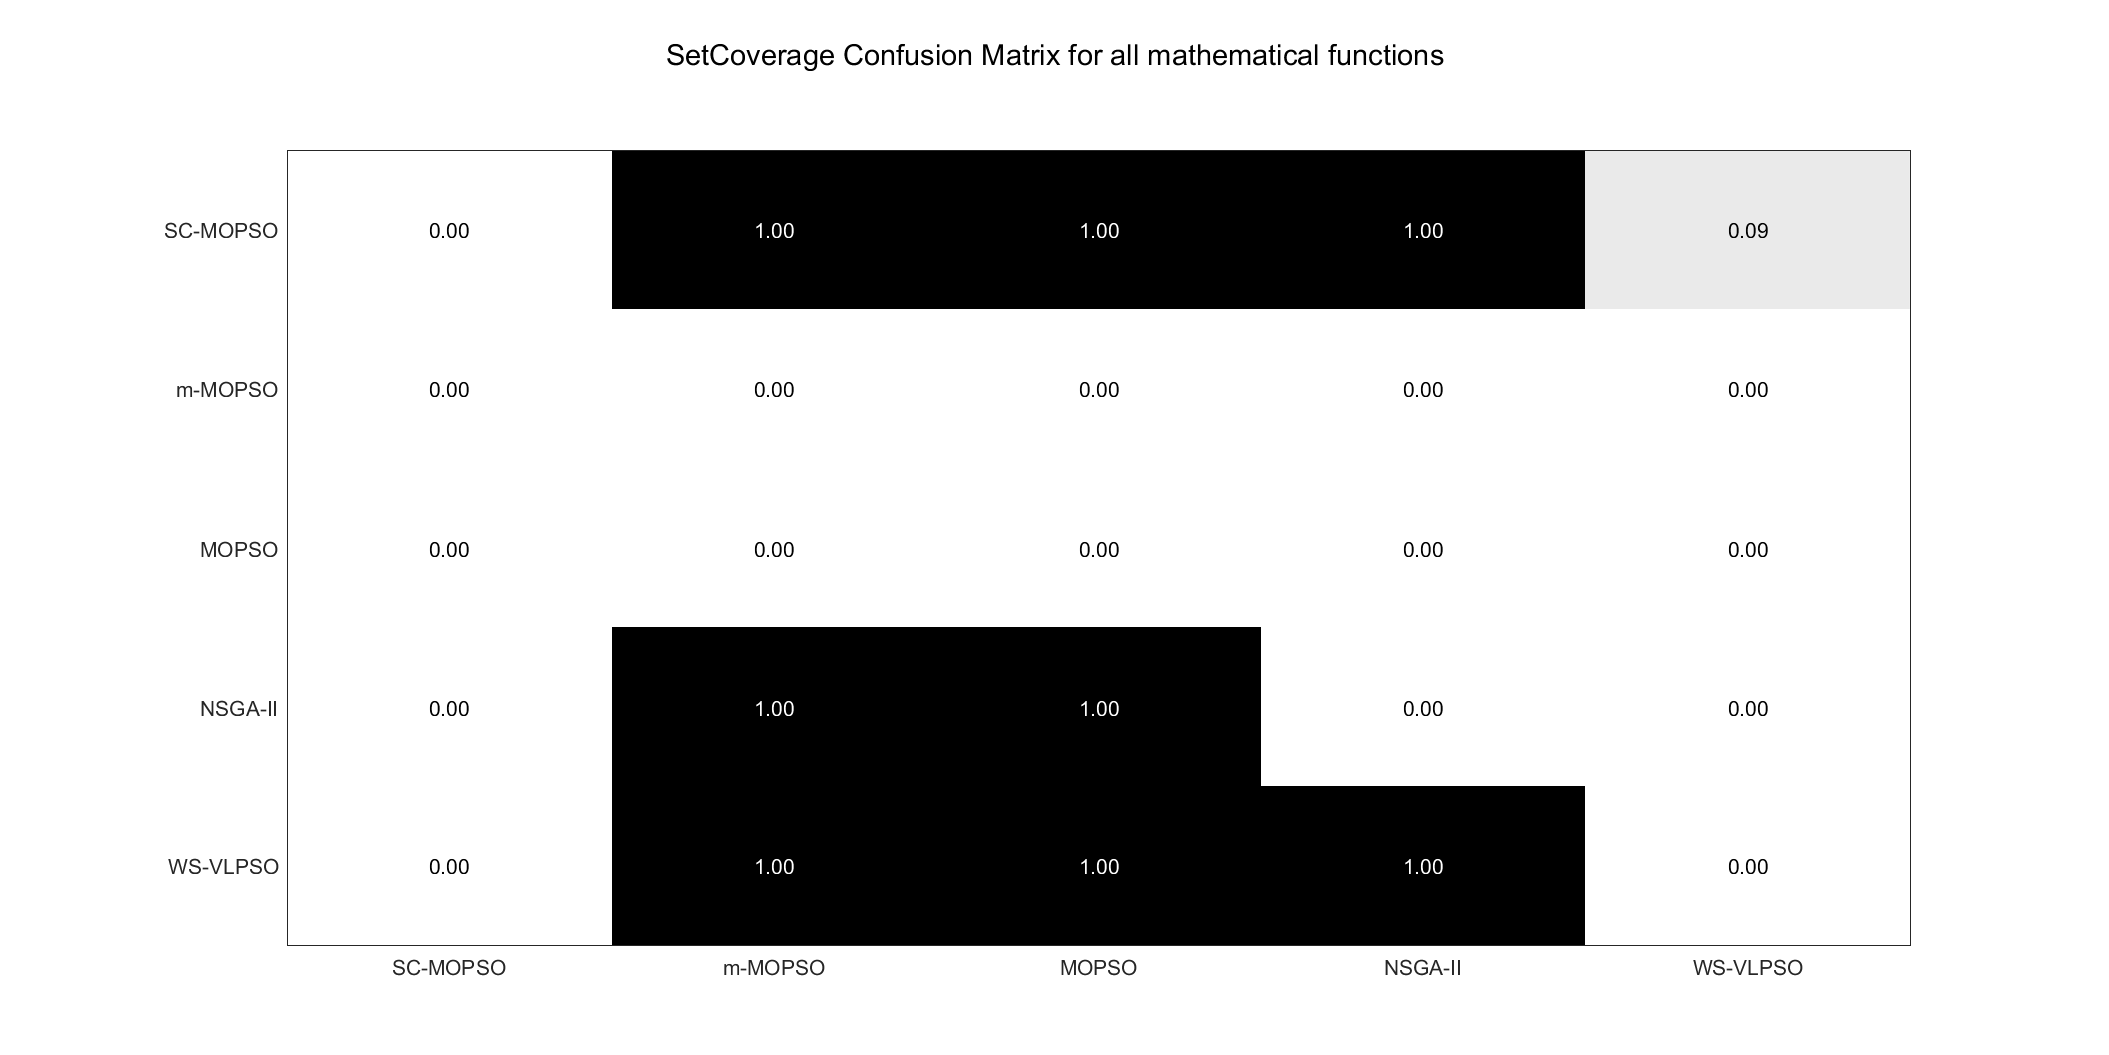 SetCoverage Confusion Matrix for all mathematical functions
SC-MOPSO 0.00 1.00 1.00 1.00 0.09
m-MOPSO 0.00 0.00 0.00 0.00 0.00
MOPSO 0.00 0.00 0.00 0.00 0.00
NSGA-II 0.00 1.00 1.00 0.00 0.00
WS-VLPSO 0.00 1.00 1.00 1.00 0.00
SC-MOPSO m-MOPSO MOPSO NSGA-II WS-VLPSO